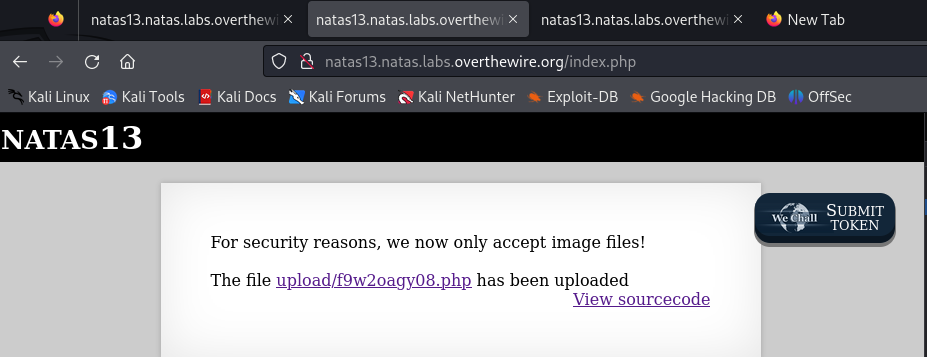 natas13.natas.labs.overthewi
natas13.natas.labs.overthewi
natas13.natas.labs.overthewi
New Tab
natas13.natas.labs.overthewire.org/index.php
Kali Linux Kali Tools Kali Docs Kali Forums Kali NetHunter Exploit-DB Google Hacking DB OffSec
NATAS13
We Chall SUBMIT TOKEN
For security reasons, we now only accept image files!
The file upload/f9w2oagy08.php has been uploaded
View sourcecode